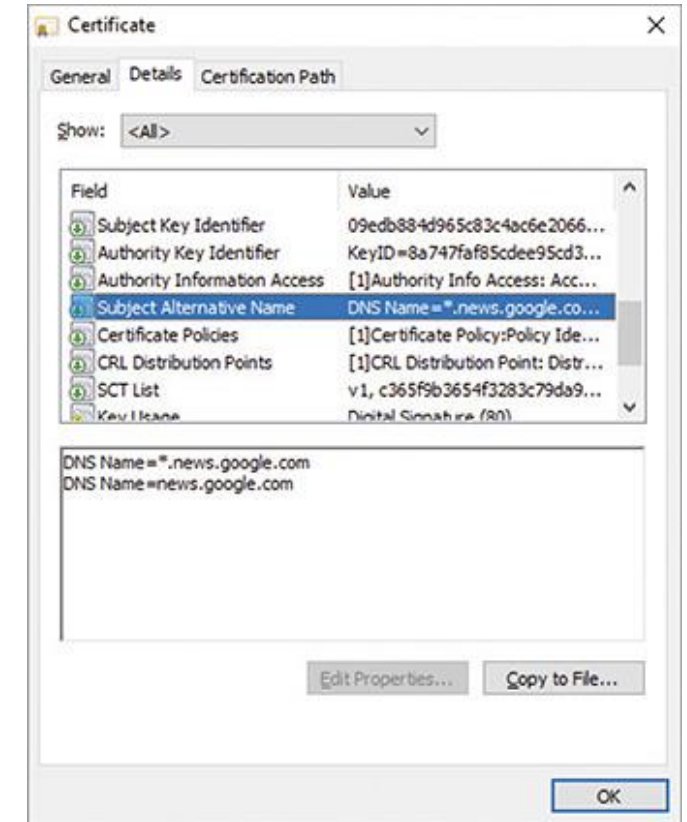 Certificate
General Details Certification Path
Show: <All>
Field Value
Subject Key Identifier 09edb884d965c83c4ac6e2066...
Authority Key Identifier KeyID=8a747faf85cdee95cd3...
Authority Information Access [1]Authority Info Access: Acc...
Subject Alternative Name DNS Name=*.news.google.co...
Certificate Policies [1]Certificate Policy:Policy Ide...
CRL Distribution Points [1]CRL Distribution Point: Distr...
SCT List v1, c365f9b3654f3283c79da9...
Key Usage Digital Signature (80)
DNS Name=*.news.google.com
DNS Name=news.google.com
Edit Properties... Copy to File...
OK